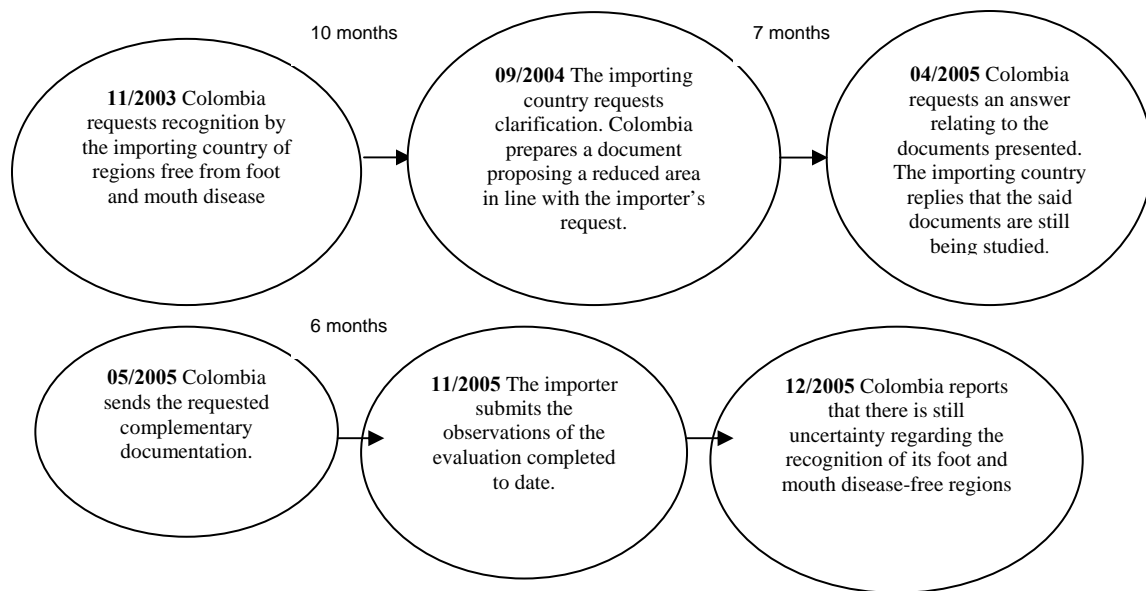 10 months
7 months
11/2003 Colombia
requests recognition by
the importing country of
regions free from foot
and mouth disease
09/2004 The importing
country requests
clarification. Colombia
prepares a document
proposing a reduced area
in line with the importer's
request.
04/2005 Colombia
requests an answer
relating to the
documents presented.
The importing country
replies that the said
documents are still
being studied.
6 months
05/2005 Colombia
sends the requested
complementary
documentation.
11/2005 The importer
submits the
observations of the
evaluation completed
to date.
12/2005 Colombia reports
that there is still
uncertainty regarding the
recognition of its foot and
mouth disease-free regions